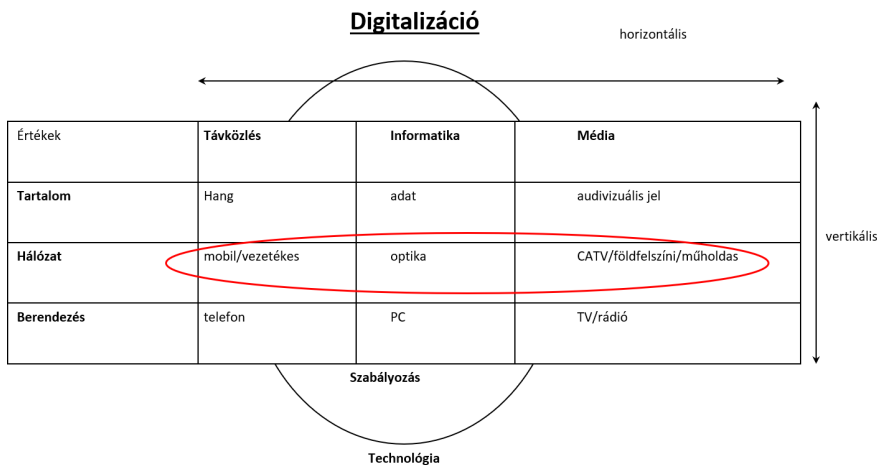 Digitalizáció
horizontális
Értékek Távközlés Informatika Média
Tartalom Hang adat audivizuális jel
vertikális
Hálózat mobil/vezetékes optika CATV/földfelszíni/műholdas
Berendezés telefon PC TV/rádió
Szabályozás
Technológia